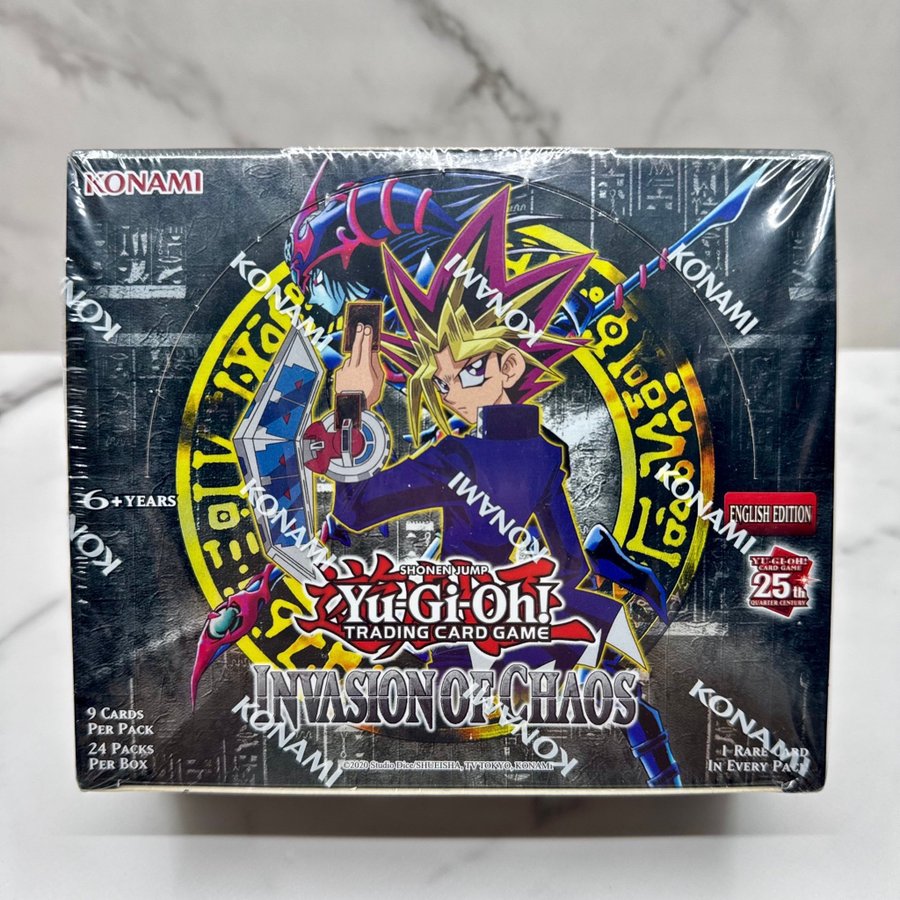 KONAMI
KONAMI
KONAMI
KONAMI
KONAMI
6+ YEARS
KONAMI
KONAMI
KONAMI
KONAMI
ENGLISH EDITION
YU-GI-OH!
CARD GAME
25th
QUARTER CENTURY
SHONEN JUMP
Yu-Gi-Oh!
TRADING CARD GAME
INVASION OF CHAOS
KONAMI
KONAMI
KONAMI
9 CARDS
PER PACK
24 PACKS
PER BOX
1 RARE CARD
IN EVERY PACK
©2020 Studio Dice/SHUEISHA, TV TOKYO, KONAMI